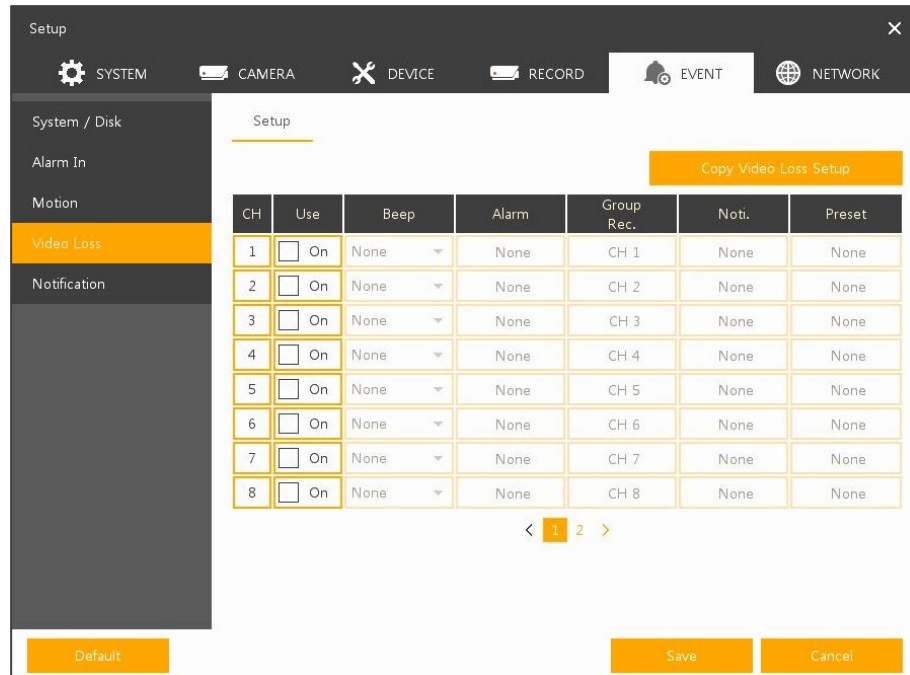 Setup
SYSTEM CAMERA DEVICE RECORD EVENT NETWORK
System / Disk
Alarm In
Motion
Video Loss
Notification
Setup
Copy Video Loss Setup
CH Use Beep Alarm Group Rec. Noti. Preset
1 On None None CH 1 None None
2 On None None CH 2 None None
3 On None None CH 3 None None
4 On None None CH 4 None None
5 On None None CH 5 None None
6 On None None CH 6 None None
7 On None None CH 7 None None
8 On None None CH 8 None None
< 1 2 >
Default Save Cancel